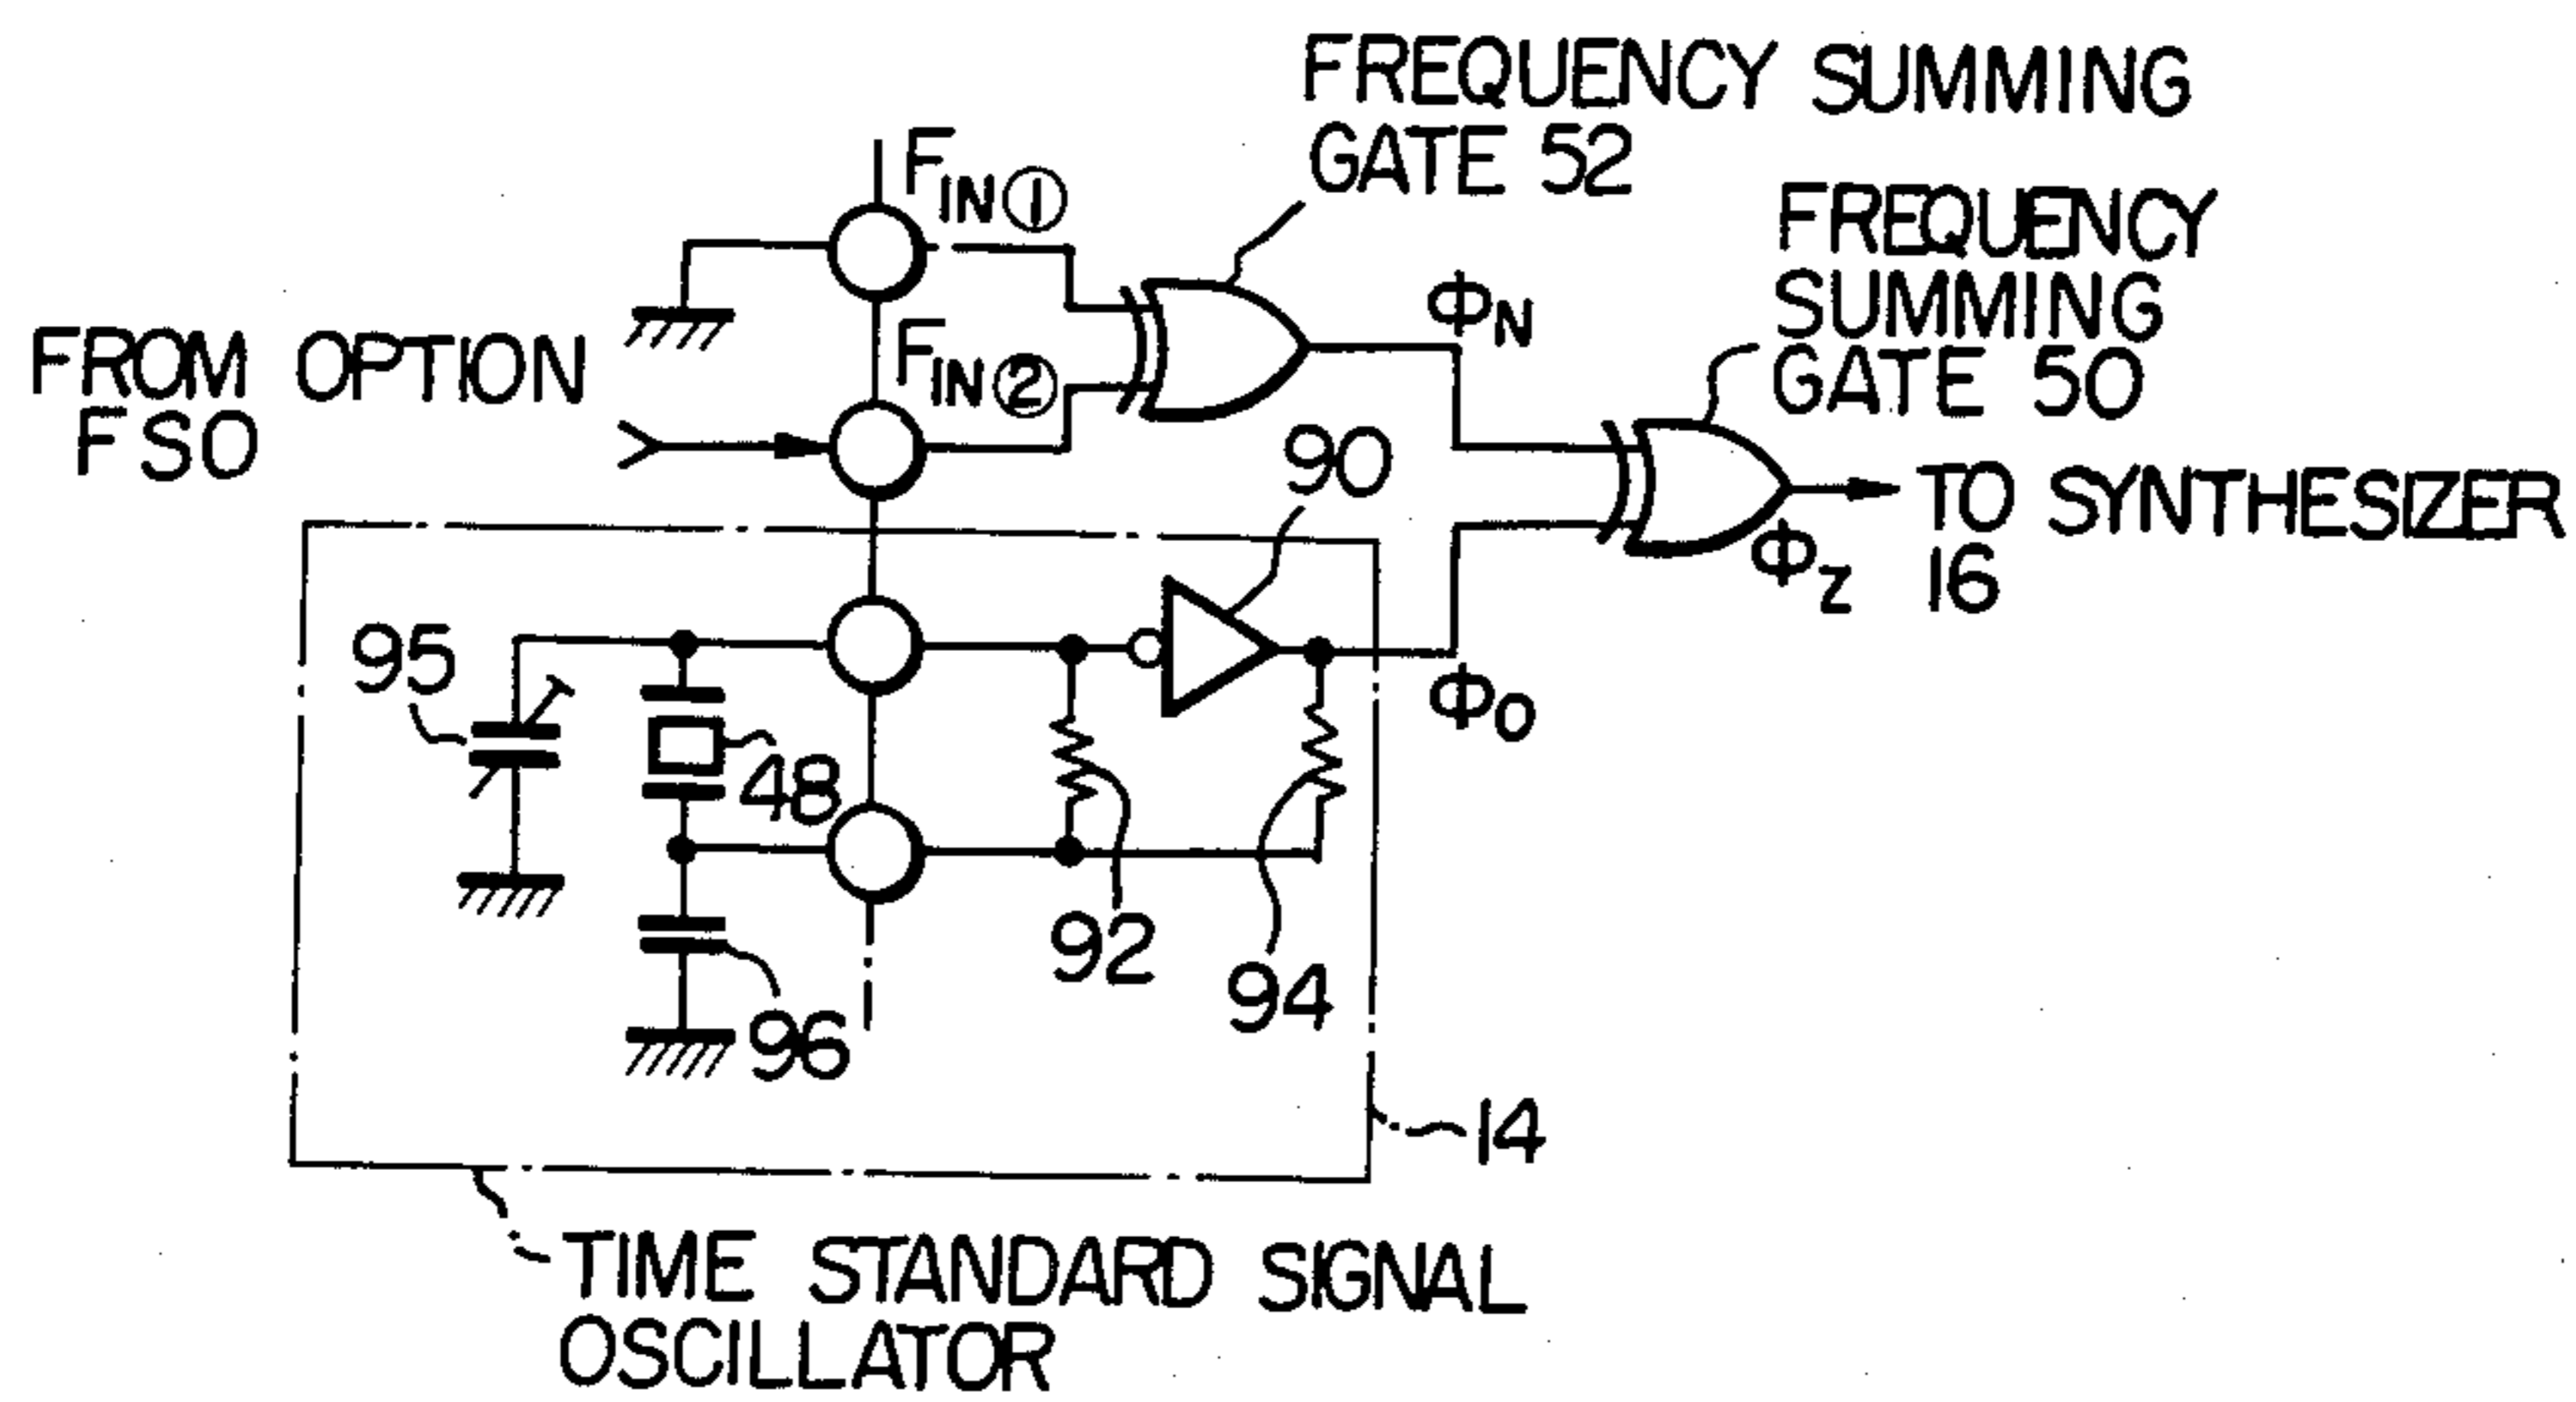 FREQUENCY SUMMING
GATE 52
FIN①
FREQUENCY
SUMMING
GATE 50
ΦN
FROM OPTION
FSO
FIN②
90
TO SYNTHESIZER
16
ΦZ
95
48
ΦO
92
94
96
14
TIME STANDARD SIGNAL
OSCILLATOR